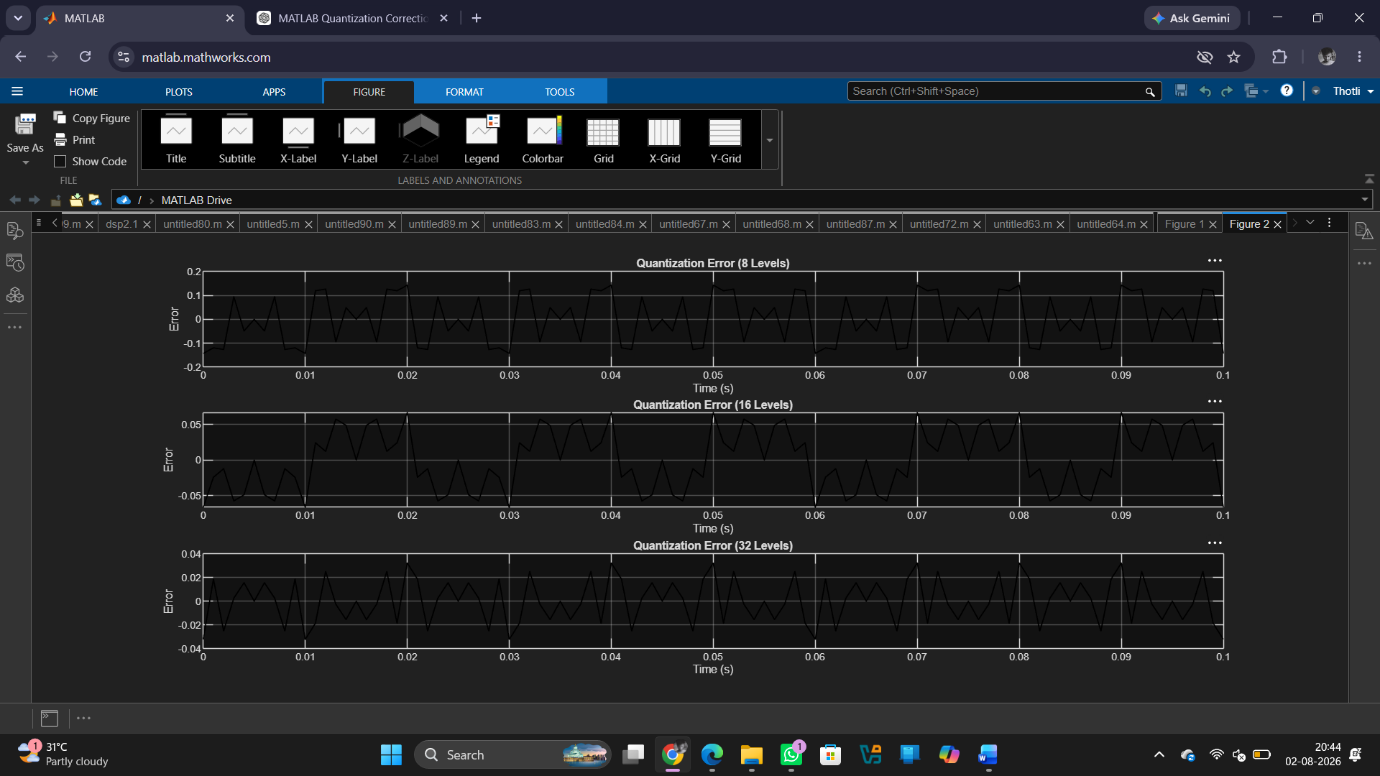 MATLAB
MATLAB Quantization Correctio
Ask Gemini
matlab.mathworks.com
HOME PLOTS APPS FIGURE FORMAT TOOLS
Search (Ctrl+Shift+Space)
Thotli
Save As
Copy Figure
Print
Show Code
FILE
Title Subtitle X-Label Y-Label Z-Label Legend Colorbar Grid X-Grid Y-Grid
LABELS AND ANNOTATIONS
/ > MATLAB Drive
9.m dsp2.1 untitled80.m untitled5.m untitled90.m untitled89.m untitled83.m untitled84.m untitled67.m untitled68.m untitled87.m untitled72.m untitled63.m untitled64.m Figure 1 Figure 2
Quantization Error (8 Levels)
0.2
0.1
0
-0.1
-0.2
Error
0 0.01 0.02 0.03 0.04 0.05 0.06 0.07 0.08 0.09 0.1
Time (s)
Quantization Error (16 Levels)
0.05
0
-0.05
Error
0 0.01 0.02 0.03 0.04 0.05 0.06 0.07 0.08 0.09 0.1
Time (s)
Quantization Error (32 Levels)
0.04
0.02
0
-0.02
-0.04
Error
0 0.01 0.02 0.03 0.04 0.05 0.06 0.07 0.08 0.09 0.1
Time (s)
1
31°C
Partly cloudy
Search
1
20:44
02-08-2026